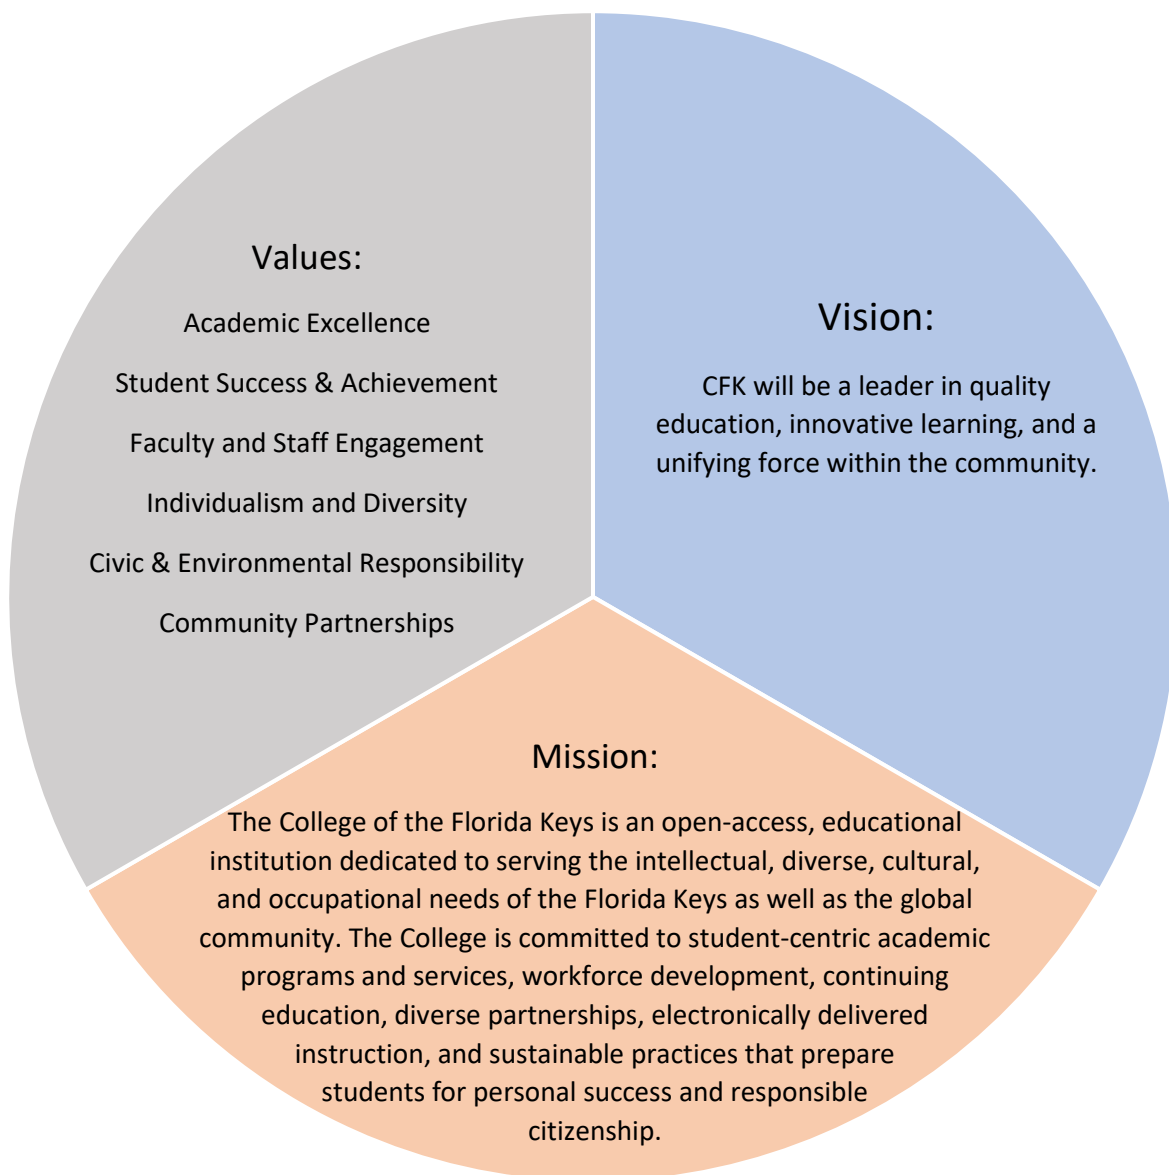 Values:
Academic Excellence
Student Success & Achievement
Faculty and Staff Engagement
Individualism and Diversity
Civic & Environmental Responsibility
Community Partnerships
Vision:
CFK will be a leader in quality
education, innovative learning, and a
unifying force within the community.
Mission:
The College of the Florida Keys is an open-access, educational
institution dedicated to serving the intellectual, diverse, cultural,
and occupational needs of the Florida Keys as well as the global
community. The College is committed to student-centric academic
programs and services, workforce development, continuing
education, diverse partnerships, electronically delivered
instruction, and sustainable practices that prepare
students for personal success and responsible
citizenship.